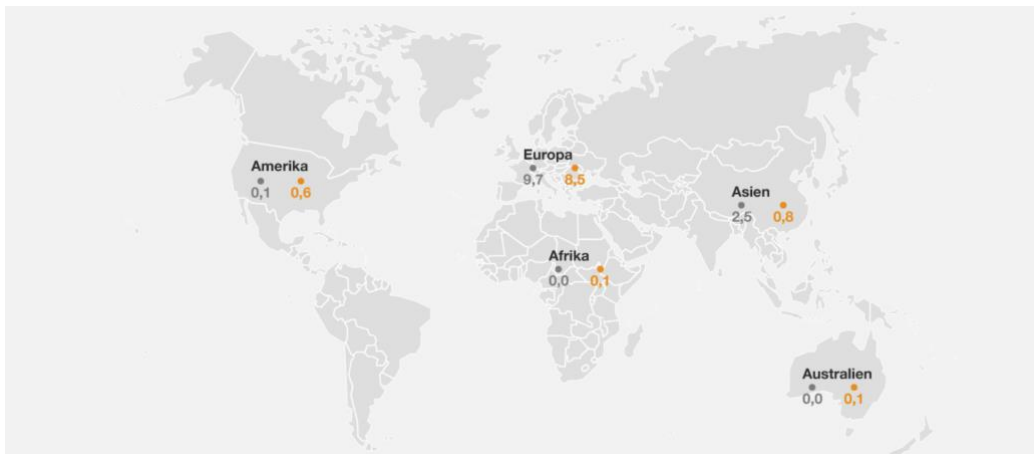 Europa
9,7 8,5
Amerika
0,1 0,6
Asien
2,5 0,8
Afrika
0,0 0,1
Australien
0,0 0,1